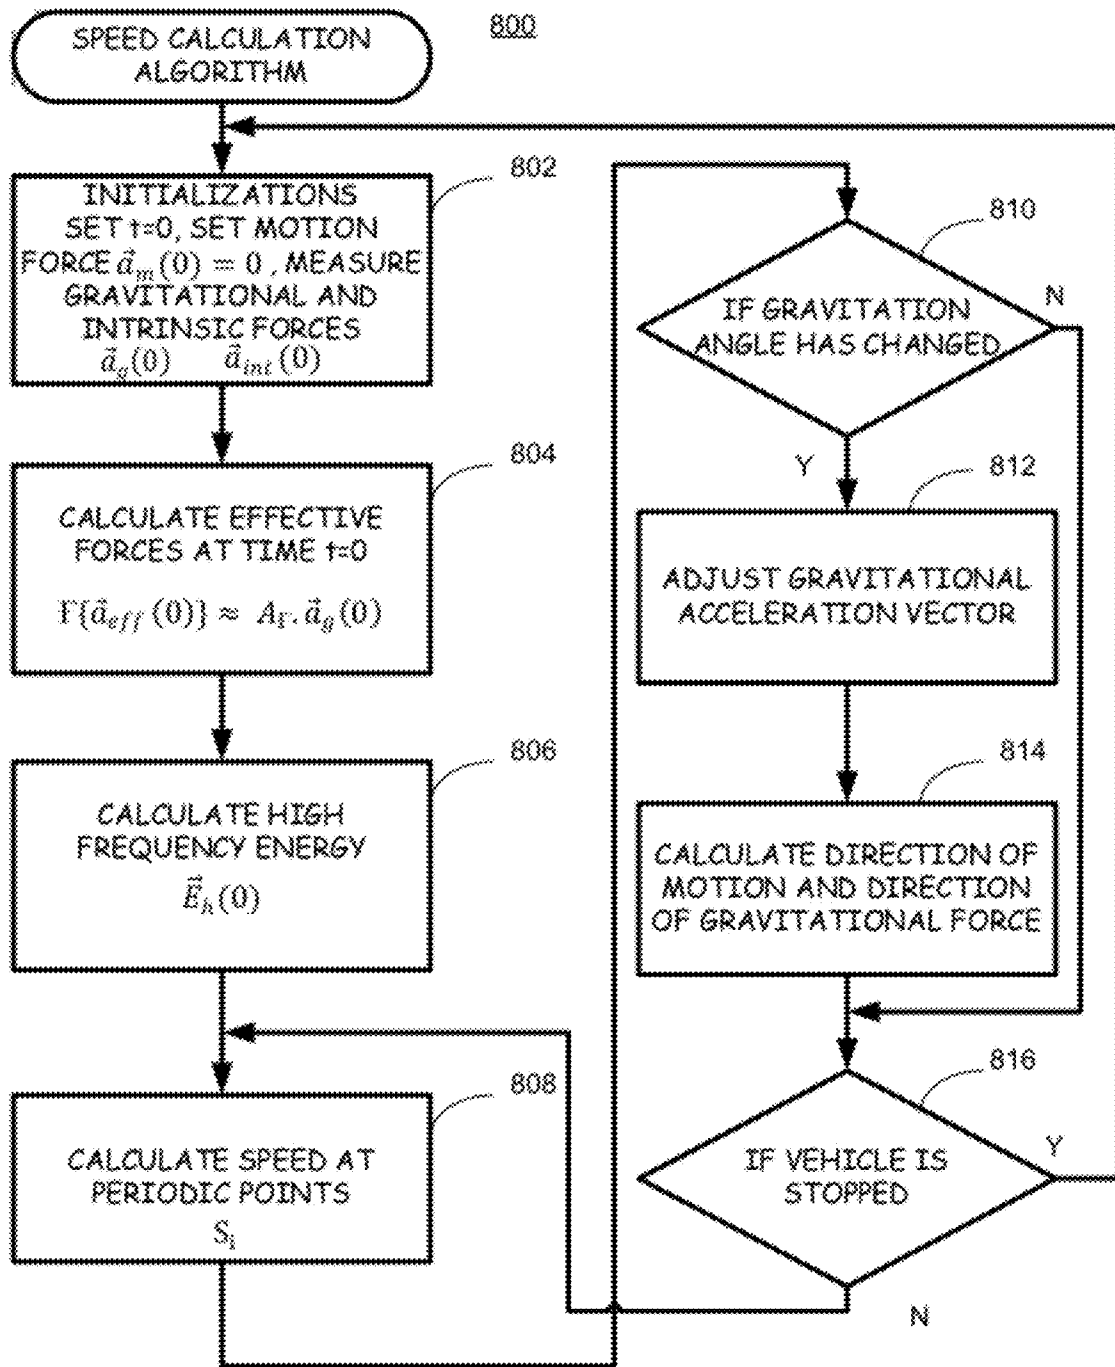 800
SPEED CALCULATION
ALGORITHM
802
INITIALIZATIONS
SET t=0, SET MOTION
FORCE \vec{a}_m(0) = 0 , MEASURE
GRAVITATIONAL AND
INTRINSIC FORCES
\vec{a}_g(0) \vec{a}_{int}(0)
804
CALCULATE EFFECTIVE
FORCES AT TIME t=0
Γ{\vec{a}_{eff}(0)} ≈ A_Γ.\vec{a}_g(0)
806
CALCULATE HIGH
FREQUENCY ENERGY
\vec{E}_h(0)
808
CALCULATE SPEED AT
PERIODIC POINTS
S_i
810
IF GRAVITATION
ANGLE HAS CHANGED
N
Y
812
ADJUST GRAVITATIONAL
ACCELERATION VECTOR
814
CALCULATE DIRECTION OF
MOTION AND DIRECTION
OF GRAVITATIONAL FORCE
816
IF VEHICLE IS
STOPPED
Y
N